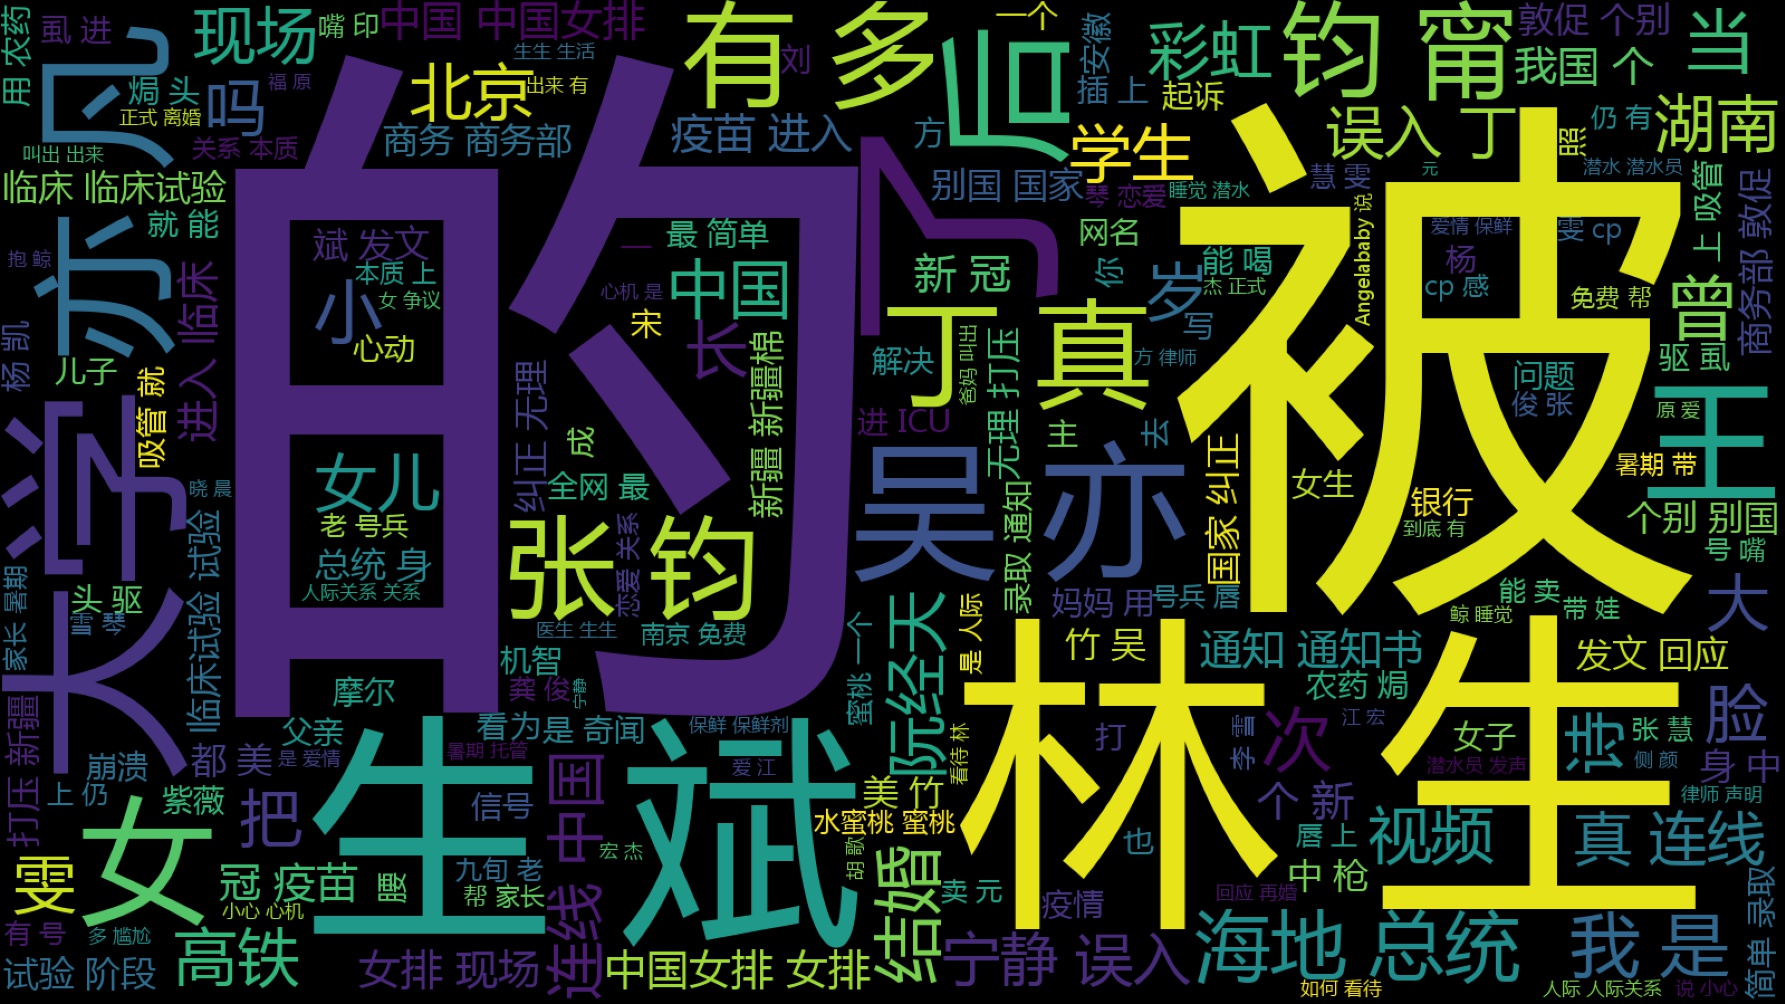 用 农药
虱 进
现场
嘴 印
中国 中国女排
有 多
后
一个
安徽
彩虹
钧 甯
敦促 个别
我国 个
当
凡
焗 头
正式 离婚
吗
福 原
北京
生生 生活
出来 有
刘
插 上
起诉
叫出 出来
关系 本质
商务 商务部
疫苗 进入
方
学生
误入 丁
照
仍 有
湖南
临床 临床试验
就 能
的
人
别国 国家
琴 恋爱
睡觉 潜水
慧 雯
元
潜水 潜水员
上 吸管
商务部 敦促
亦
抱 鲸
斌 发文
本质 上
女 争议
小
心动
一
最 简单
中国
心机 是
宋
长
新疆 新疆棉
新 冠
网名
你
岁
写
能 喝
杰 正式
Angelababy 说
爱情 保鲜
雯 cp
杨
cp 感
免费 帮
曾
被
杨 凯
儿子
吸管 就
进入 临床
纠正 无理
成
全网 最
解决
丁 真
爸妈 叫出
无理 打压
进 ICU
主
去
方 律师
国家 纠正
女生
问题
俊 张
银行
到底 有
驱 虱
原 爱
王
暑期 带
个别 别国
号 嘴
大学
晓 晨
临床试验 试验
女儿
老 号兵
总统 身
人际关系 关系
张 钧
恋爱 关系
医生 生生
南京 免费
吴 亦
录取 通知
妈妈 用
号兵 唇
能 卖
带 娃
鲸 睡觉
大
头 驱
雪 琴
家长 暑期
打压 新疆
机智
龚 俊
宁静
摩尔
父亲
看为是 奇闻
保鲜 保鲜剂
暑期 托管
爱 江
蜜桃 一个
阮经天
看待 林
是 人际
竹 吴
林 生
通知 通知书
农药 焗
发文 回应
打
李 雪
次
江 宏
女子
潜水员 发声
诗
张 慧
侧 颜
脸
身 中
律师 声明
崩溃
上 仍
都 美
是 爱情
紫薇
把
生 斌
信号
中国
连线
宏 杰
美 竹
水蜜桃 蜜桃
胡 歌
也
个 新
唇 上
视频
真 连线
女
雯
冠 疫苗
小心 心机
腰
九旬 老
帮 家长
结婚
卖 元
疫情
回应 再婚
中 枪
有 号
多 尴尬
高铁
试验 阶段
女排 现场
中国女排 女排
宁静 误入
海地 总统
如何 看待
我 是
人际 人际关系
说 小心
简单 录取